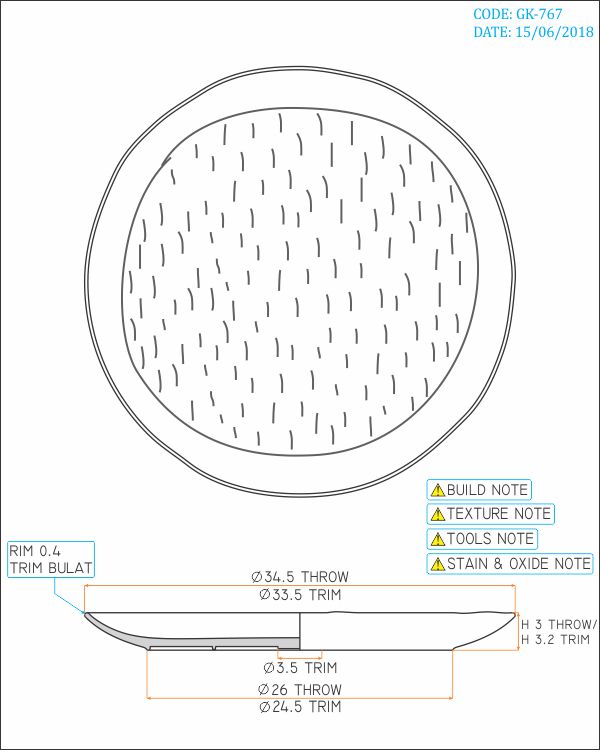 CODE: GK-767
DATE: 15/06/2018
BUILD NOTE
TEXTURE NOTE
TOOLS NOTE
STAIN & OXIDE NOTE
RIM 0.4
TRIM BULAT
Ø34.5 THROW
Ø33.5 TRIM
H 3 THROW/
H 3.2 TRIM
Ø3.5 TRIM
Ø26 THROW
Ø24.5 TRIM